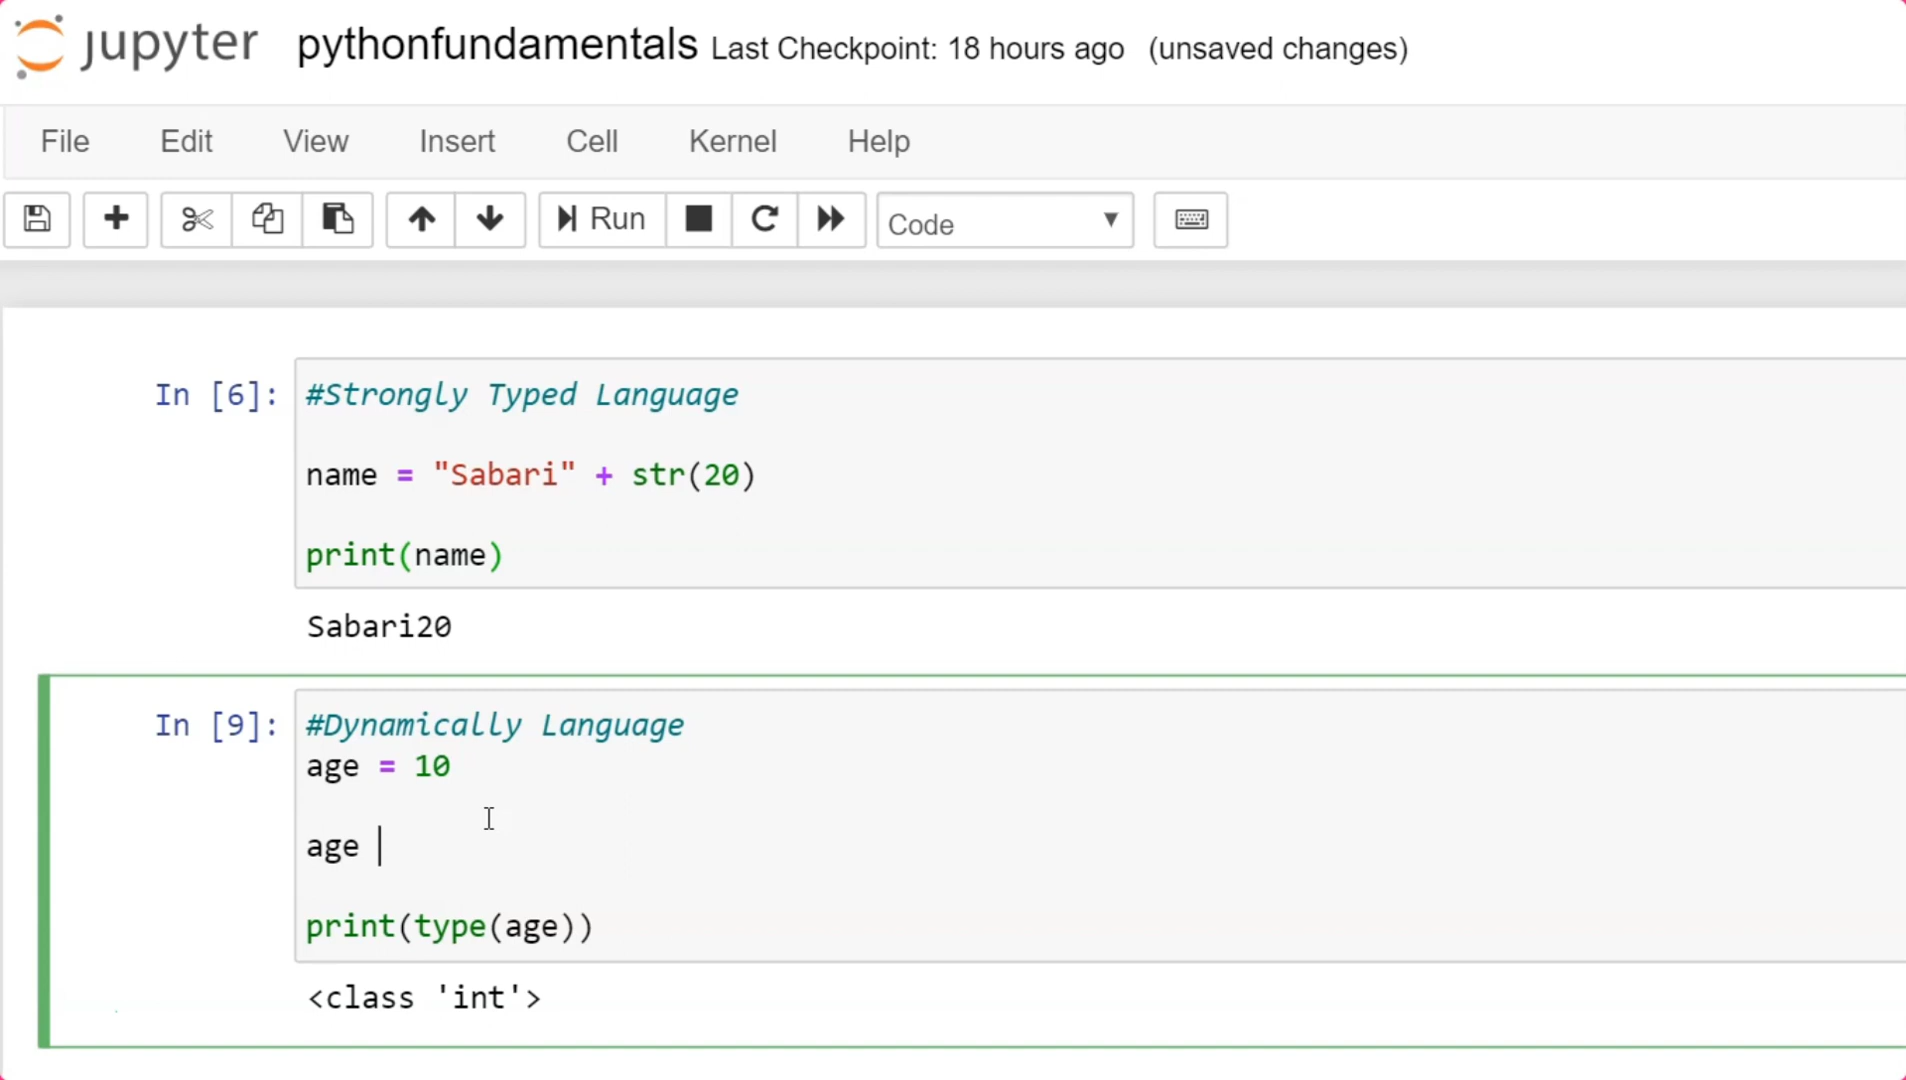 jupyter pythonfundamentals Last Checkpoint: 18 hours ago (unsaved changes)
File Edit View Insert Cell Kernel Help
Run Code
In [6]: #Strongly Typed Language
name = "Sabari" + str(20)
print(name)
Sabari20
In [9]: #Dynamically Language
age = 10
age
print(type(age))
<class 'int'>